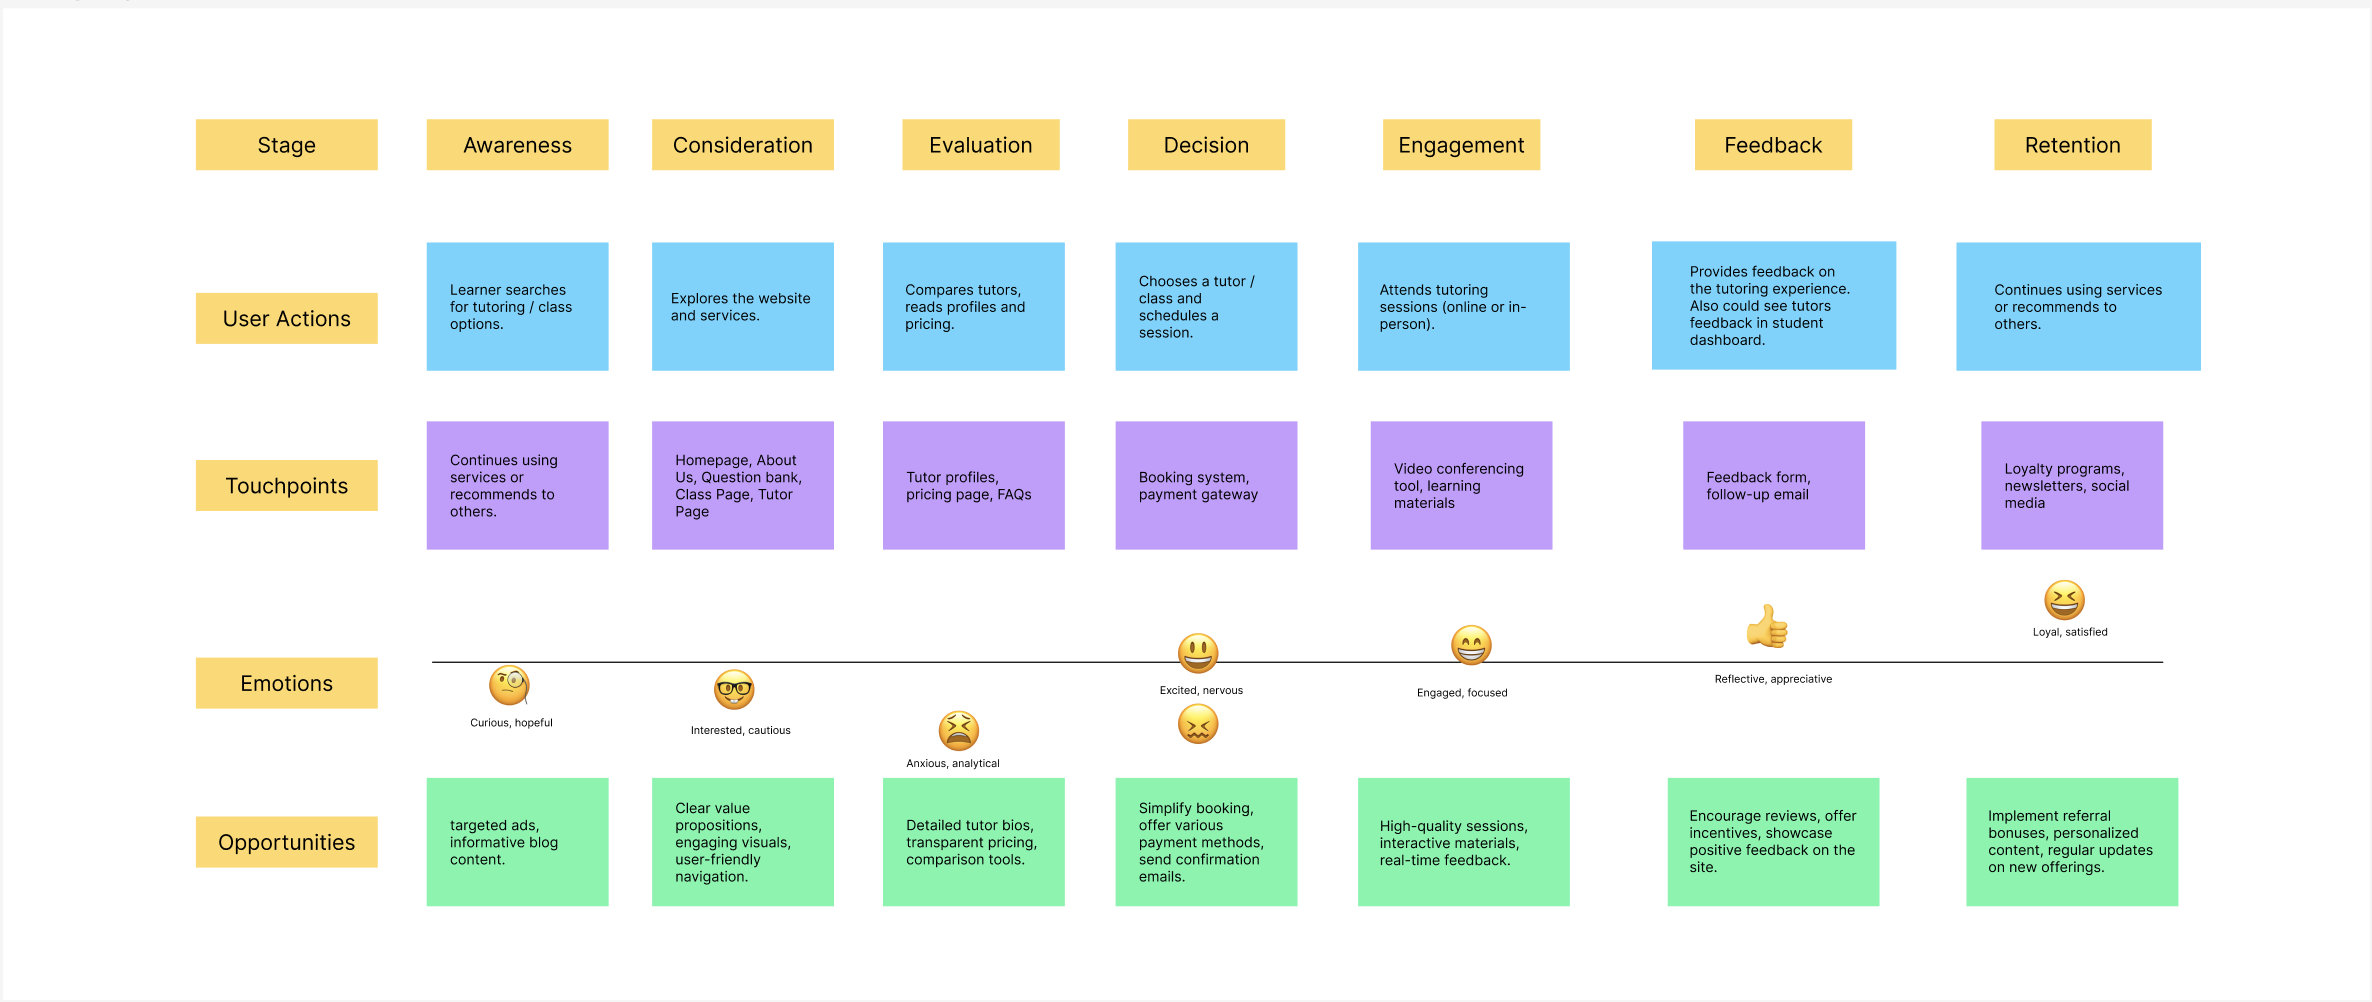 Stage
Awareness
Consideration
Evaluation
Decision
Engagement
Feedback
Retention
User Actions
Learner searches
for tutoring / class
options.
Explores the website
and services.
Compares tutors,
reads profiles and
pricing.
Chooses a tutor /
class and
schedules a
session.
Attends tutoring
sessions (online or in-
person).
Provides feedback on
the tutoring experience.
Also could see tutors
feedback in student
dashboard.
Continues using services
or recommends to
others.
Touchpoints
Continues using
services or
recommends to
others.
Homepage, About
Us, Question bank,
Class Page, Tutor
Page
Tutor profiles,
pricing page, FAQs
Booking system,
payment gateway
Video conferencing
tool, learning
materials
Feedback form,
follow-up email
Loyalty programs,
newsletters, social
media
Emotions
Curious, hopeful
Interested, cautious
Anxious, analytical
Excited, nervous
Engaged, focused
Reflective, appreciative
Loyal, satisfied
Opportunities
targeted ads,
informative blog
content.
Clear value
propositions,
engaging visuals,
user-friendly
navigation.
Detailed tutor bios,
transparent pricing,
comparison tools.
Simplify booking,
offer various
payment methods,
send confirmation
emails.
High-quality sessions,
interactive materials,
real-time feedback.
Encourage reviews, offer
incentives, showcase
positive feedback on the
site.
Implement referral
bonuses, personalized
content, regular updates
on new offerings.